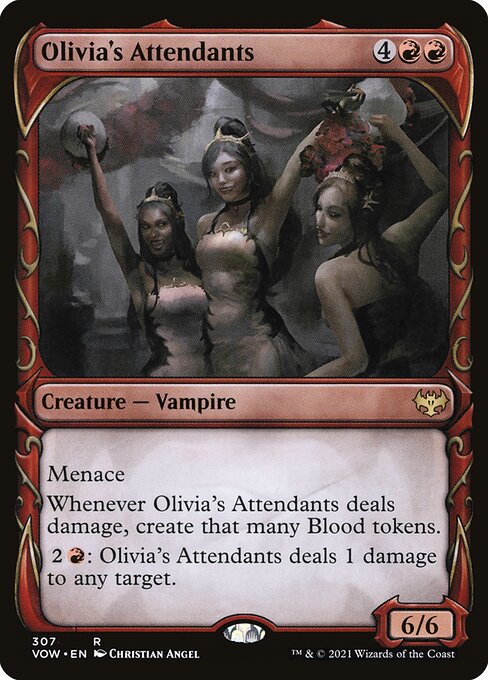 Olivia's Attendants 4
Creature — Vampire
Menace
Whenever Olivia's Attendants deals
damage, create that many Blood tokens.
2 : Olivia's Attendants deals 1 damage
to any target.
6/6
307 R
VOW • EN Christian Angel
™ & © 2021 Wizards of the Coast